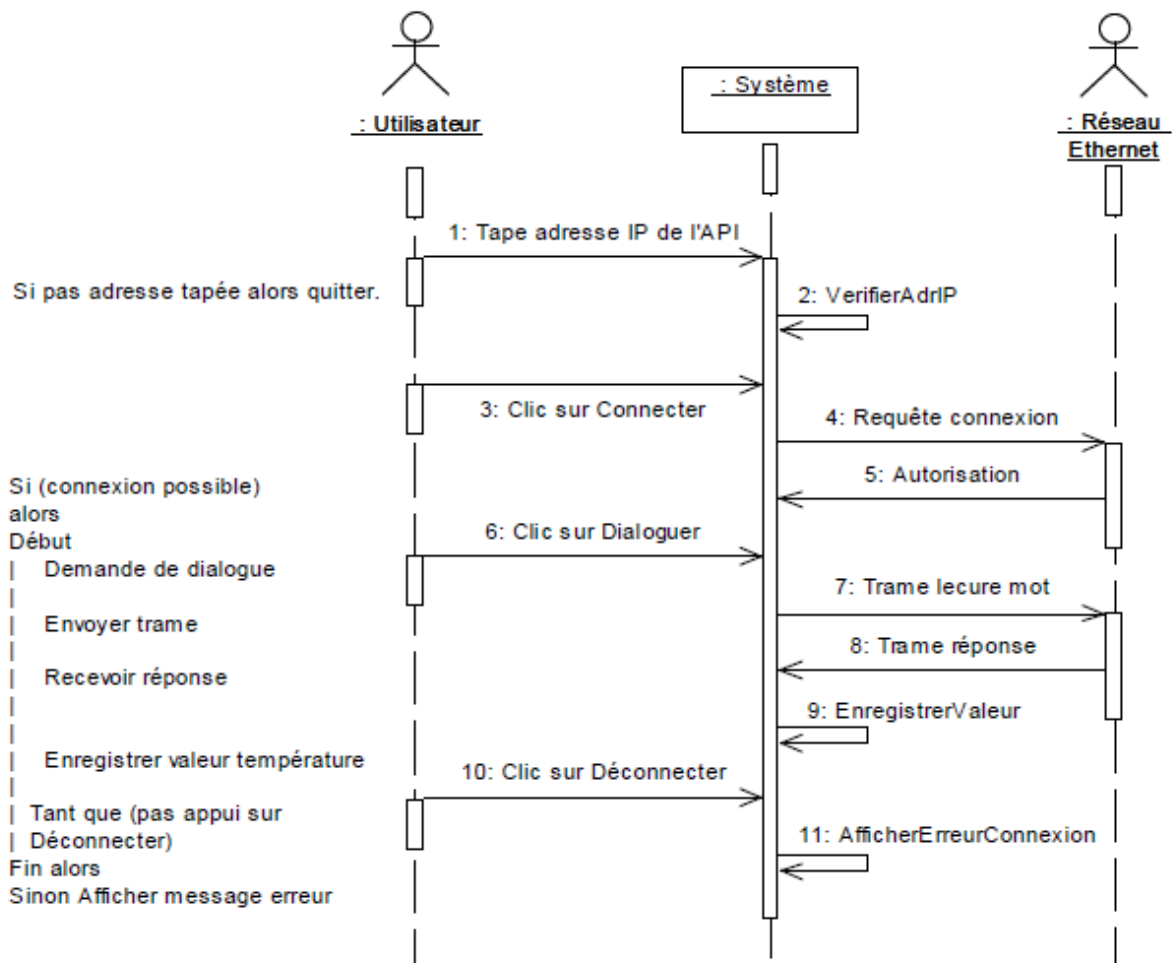 : Utilisateur
: Système
: Réseau
Ethernet
1: Tape adresse IP de l'API
Si pas adresse tapée alors quitter.
2: VerifierAdrIP
3: Clic sur Connecter
4: Requête connexion
5: Autorisation
Si (connexion possible)
alors
Début
6: Clic sur Dialoguer
| Demande de dialogue
|
7: Trame lecure mot
| Envoyer trame
|
8: Trame réponse
| Recevoir réponse
|
|
9: EnregistrerValeur
| Enregistrer valeur température
|
10: Clic sur Déconnecter
| Tant que (pas appui sur
| Déconnecter)
11: AfficherErreurConnexion
Fin alors
Sinon Afficher message erreur